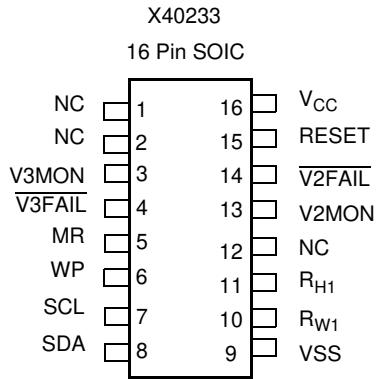 X40233
16 Pin SOIC
NC 1 16 VCC
NC 2 15 RESET
V3MON 3 14 V2FAIL
V3FAIL 4 13 V2MON
MR 5 12 NC
WP 6 11 RH1
SCL 7 10 RW1
SDA 8 9 VSS